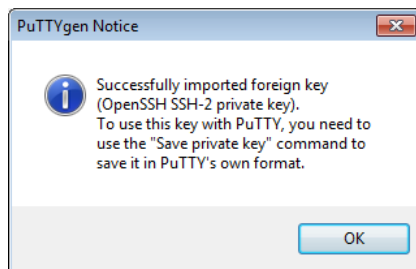 PuTTYgen Notice
Successfully imported foreign key
(OpenSSH SSH-2 private key).
To use this key with PuTTY, you need to
use the "Save private key" command to
save it in PuTTY's own format.
OK